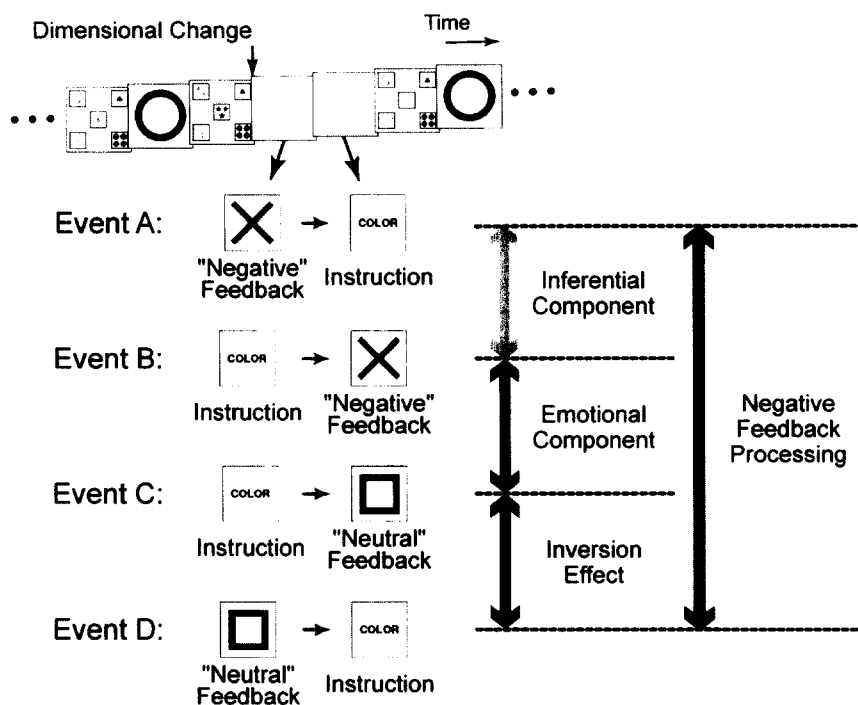 Dimensional Change
Time
Event A:
COLOR
"Negative"
Feedback
Instruction
Inferential
Component
Event B:
COLOR
Instruction
"Negative"
Feedback
Emotional
Component
Negative
Feedback
Processing
Event C:
COLOR
Instruction
"Neutral"
Feedback
Inversion
Effect
Event D:
COLOR
"Neutral"
Feedback
Instruction